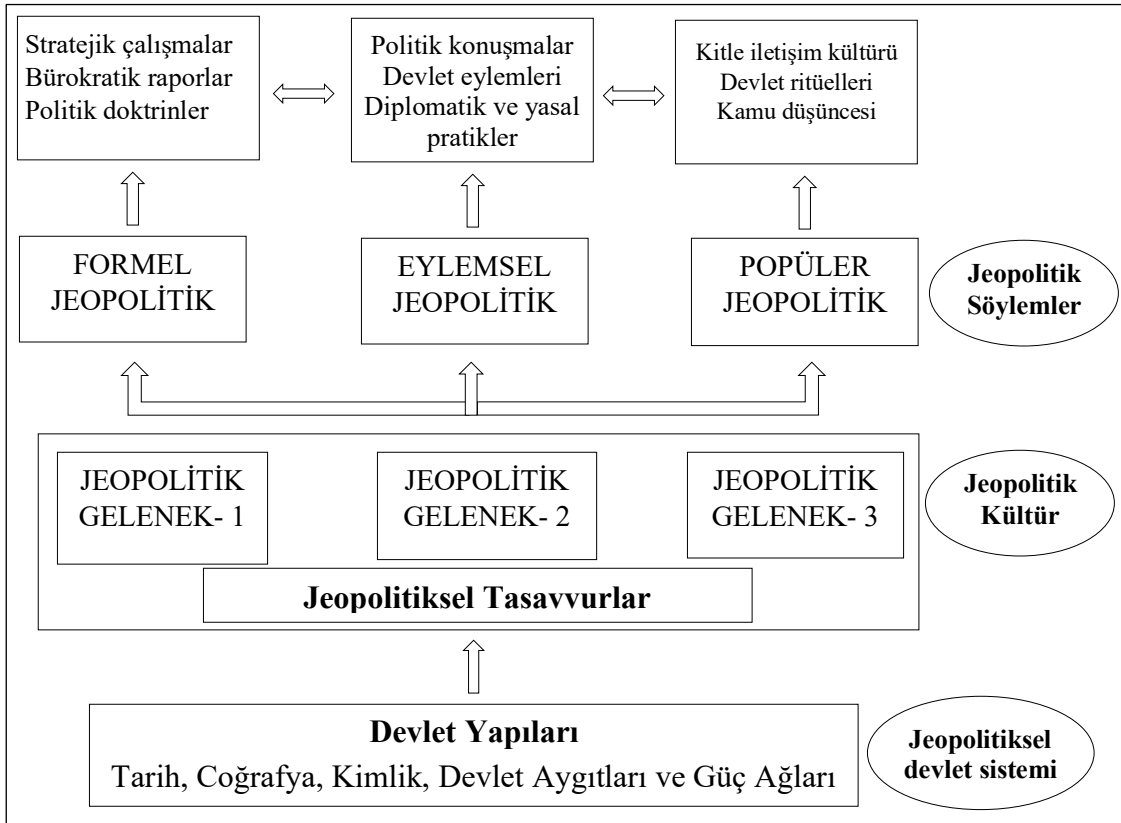 Stratejik çalışmalar
Bürokratik raporlar
Politik doktrinler
Politik konuşmalar
Devlet eylemleri
Diplomatik ve yasal
pratikler
Kitle iletişim kültürü
Devlet ritüelleri
Kamu düşüncesi
FORMEL
JEOPOLİTİK
EYLEMSEL
JEOPOLİTİK
POPÜLER
JEOPOLİTİK
Jeopolitik
Söylemler
JEOPOLİTİK
GELENEK- 1
JEOPOLİTİK
GELENEK- 2
JEOPOLİTİK
GELENEK- 3
Jeopolitik
Kültür
Jeopolitiksel Tasavvurlar
Devlet Yapıları
Tarih, Coğrafya, Kimlik, Devlet Aygıtları ve Güç Ağları
Jeopolitiksel
devlet sistemi